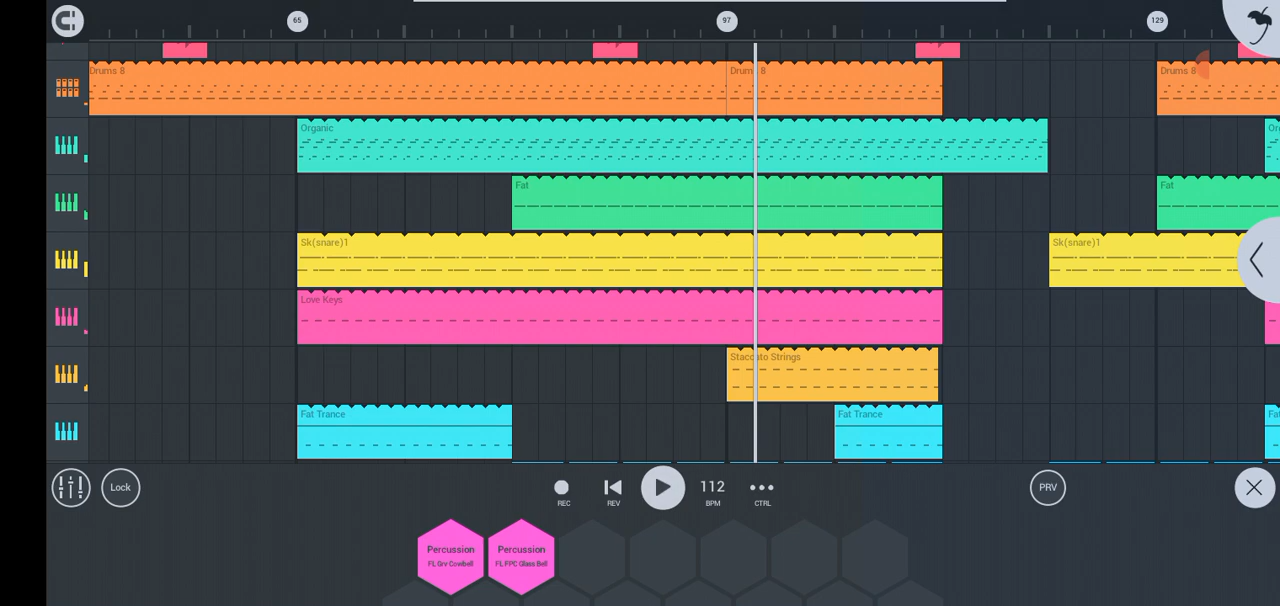 65 97 129
Drums 8 Drums 8 Drums 8
Organic
Fat Fat
Sk(snare)1 Sk(snare)1
Love Keys
Staccato Strings
Fat Trance Fat Trance
Lock REC REV 112 BPM CTRL PRV
Percussion Percussion
FL Grv Cowbell FL FPC Glass Bell